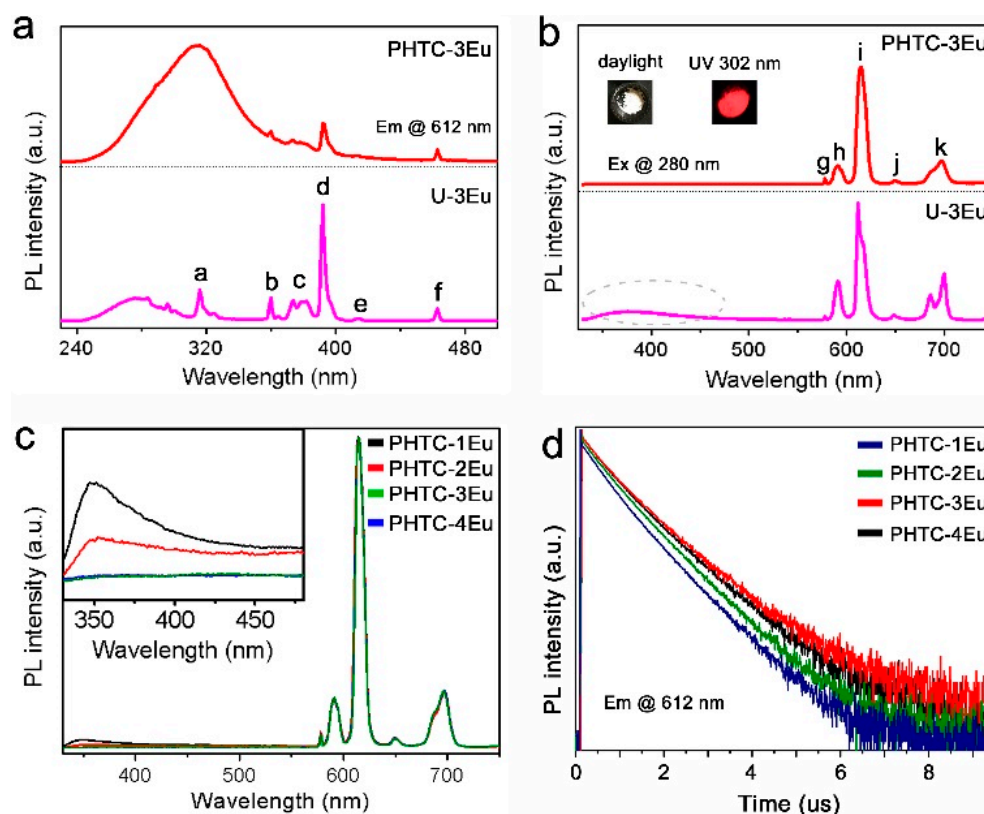 a
PHTC-3Eu
Em @ 612 nm
U-3Eu
a
b
c
d
e
f
PL intensity (a.u.)
PL intensity (a.u.)
240
320
400
480
Wavelength (nm)
b
PHTC-3Eu
daylight
UV 302 nm
Ex @ 280 nm
g
h
i
j
k
U-3Eu
PL intensity (a.u.)
PL intensity (a.u.)
400
500
600
700
Wavelength (nm)
c
PHTC-1Eu
PHTC-2Eu
PHTC-3Eu
PHTC-4Eu
350
400
450
Wavelength (nm)
PL intensity (a.u.)
400
500
600
700
Wavelength (nm)
d
PHTC-1Eu
PHTC-2Eu
PHTC-3Eu
PHTC-4Eu
Em @ 612 nm
PL intensity (a.u.)
0
2
4
6
8
Time (us)